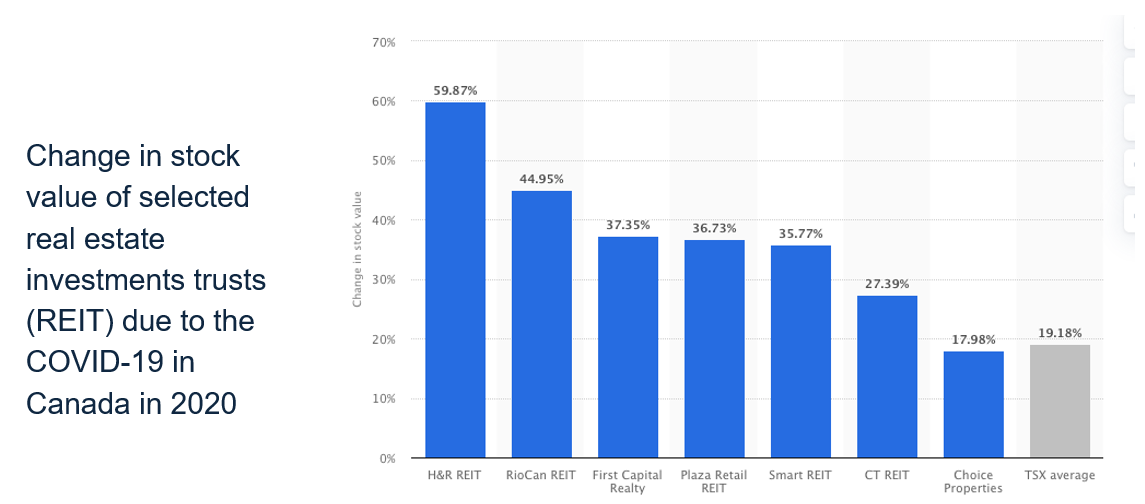 Change in stock
value of selected
real estate
investments trusts
(REIT) due to the
COVID-19 in
Canada in 2020
Change in stock value
70%
60%
50%
40%
30%
20%
10%
0%
59.87%
44.95%
37.35%
36.73%
35.77%
27.39%
17.98%
19.18%
H&R REIT
RioCan REIT
First Capital
Realty
Plaza Retail
REIT
Smart REIT
CT REIT
Choice
Properties
TSX average